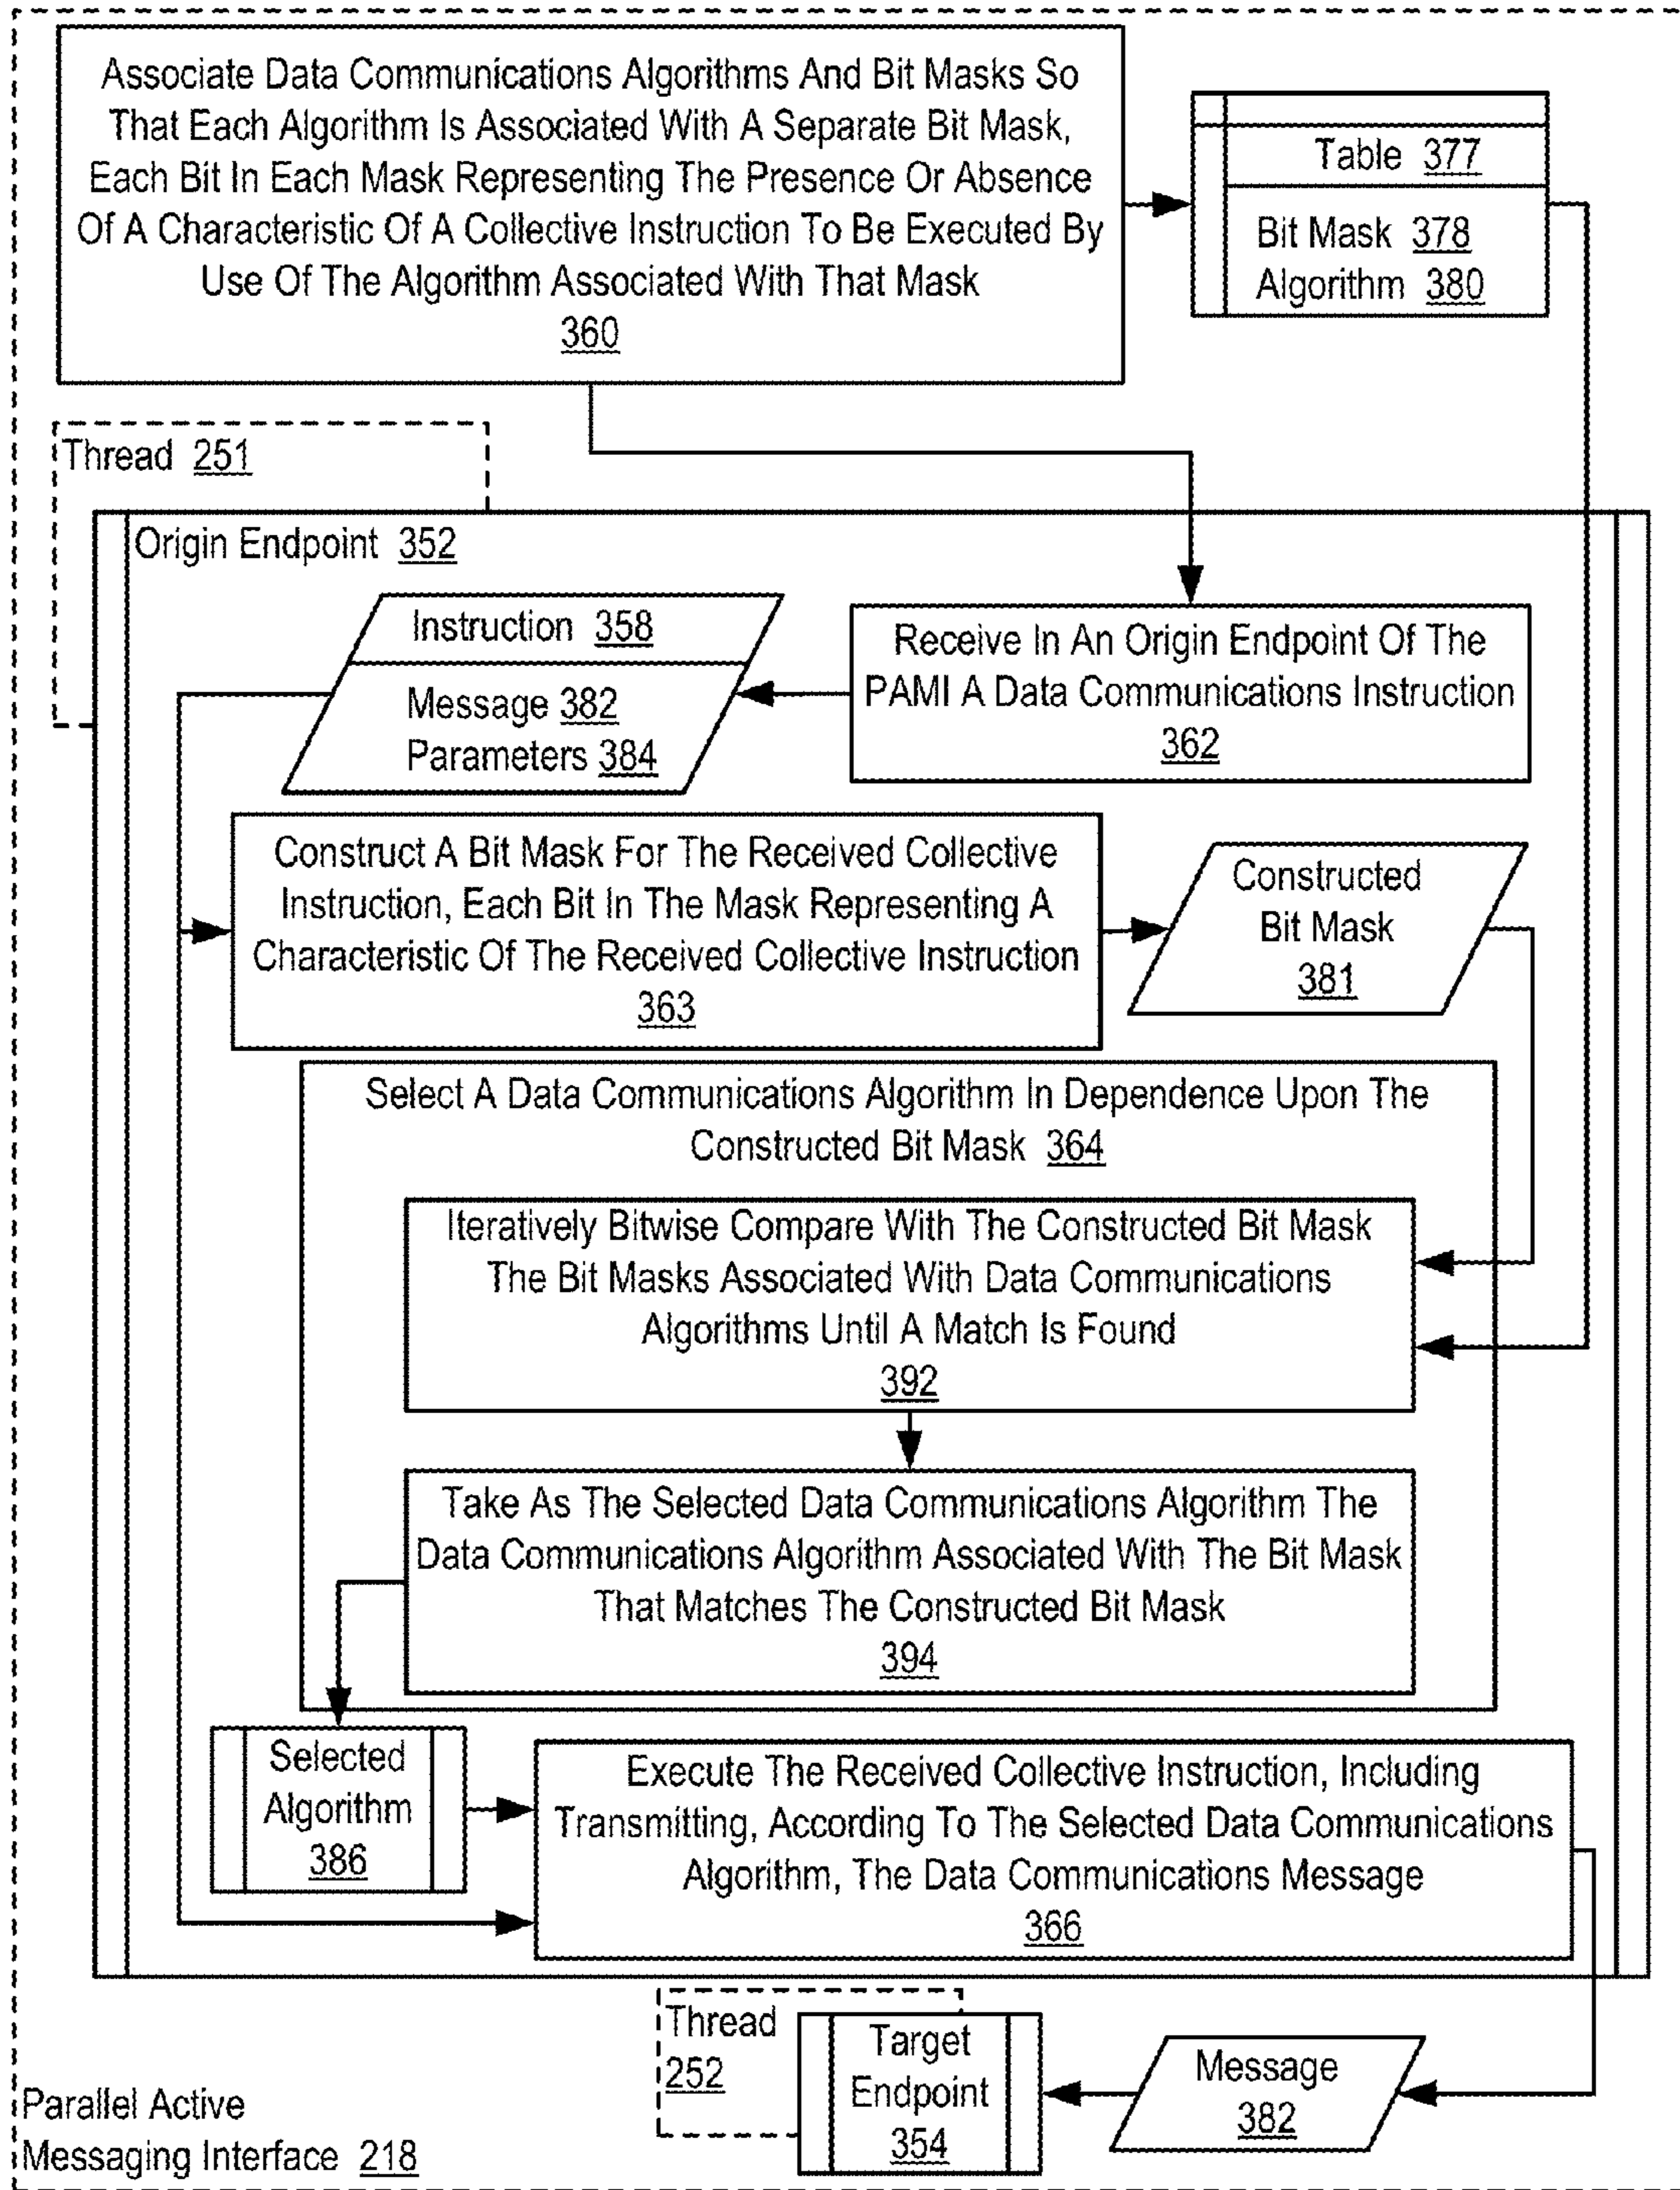 Associate Data Communications Algorithms And Bit Masks So
That Each Algorithm Is Associated With A Separate Bit Mask,
Each Bit In Each Mask Representing The Presence Or Absence
Of A Characteristic Of A Collective Instruction To Be Executed By
Use Of The Algorithm Associated With That Mask
360
Table 377
Bit Mask 378
Algorithm 380
Thread 251
Origin Endpoint 352
Instruction 358
Message 382
Parameters 384
Receive In An Origin Endpoint Of The
PAMI A Data Communications Instruction
362
Construct A Bit Mask For The Received Collective
Instruction, Each Bit In The Mask Representing A
Characteristic Of The Received Collective Instruction
363
Constructed
Bit Mask
381
Select A Data Communications Algorithm In Dependence Upon The
Constructed Bit Mask 364
Iteratively Bitwise Compare With The Constructed Bit Mask
The Bit Masks Associated With Data Communications
Algorithms Until A Match Is Found
392
Take As The Selected Data Communications Algorithm The
Data Communications Algorithm Associated With The Bit Mask
That Matches The Constructed Bit Mask
394
Selected
Algorithm
386
Execute The Received Collective Instruction, Including
Transmitting, According To The Selected Data Communications
Algorithm, The Data Communications Message
366
Thread
252
Target
Endpoint
354
Message
382
Parallel Active
Messaging Interface 218